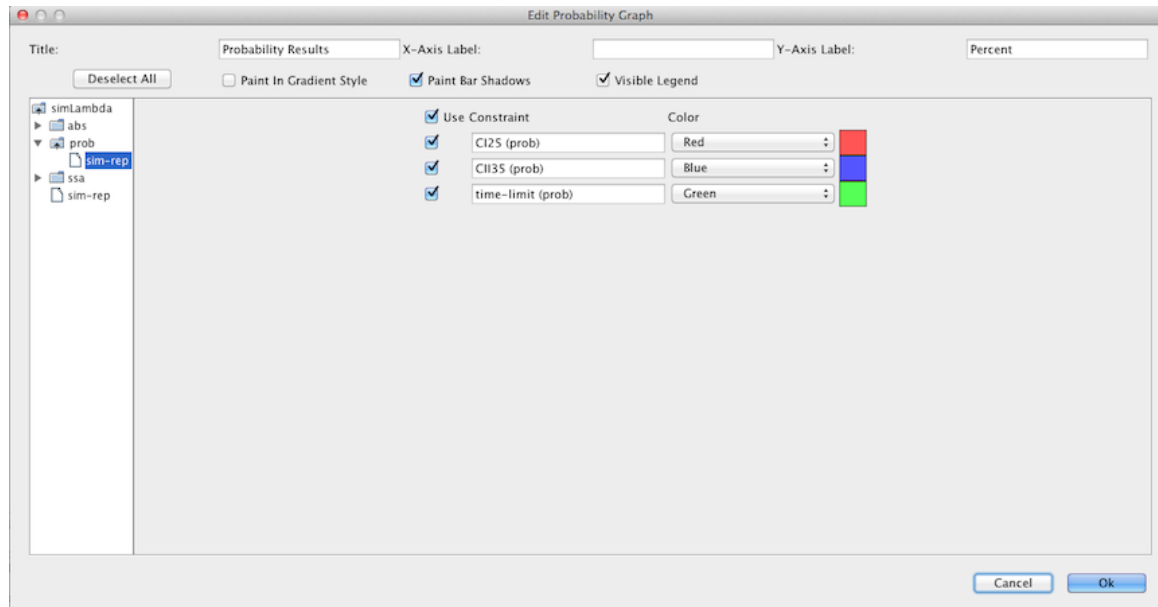 Edit Probability Graph
Title: Probability Results X-Axis Label: Y-Axis Label: Percent
Deselect All Paint In Gradient Style Paint Bar Shadows Visible Legend
simLambda
abs
prob
sim-rep
ssa
sim-rep
Use Constraint Color
CI25 (prob) Red
CII35 (prob) Blue
time-limit (prob) Green
Cancel Ok